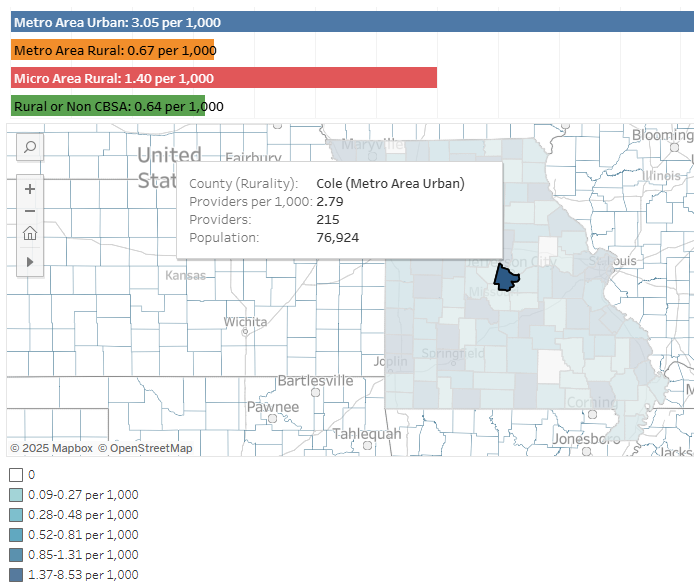 Metro Area Urban: 3.05 per 1,000
Metro Area Rural: 0.67 per 1,000
Micro Area Rural: 1.40 per 1,000
Rural or Non CBSA: 0.64 per 1,000
Blooming
Maryville
United
Fairbury
Stat
Illinois
County (Rurality): Cole (Metro Area Urban)
Providers per 1,000: 2.79
Providers: 215
Population: 76,924
Jefferson City
St Louis
Kansas
Missouri
Wichita
Joplin
Springfield
Bartlesville
Pawnee
Corning
Tahlequah
Jonesboro
Jacks
© 2025 Mapbox © OpenStreetMap
0
0.09-0.27 per 1,000
0.28-0.48 per 1,000
0.52-0.81 per 1,000
0.85-1.31 per 1,000
1.37-8.53 per 1,000